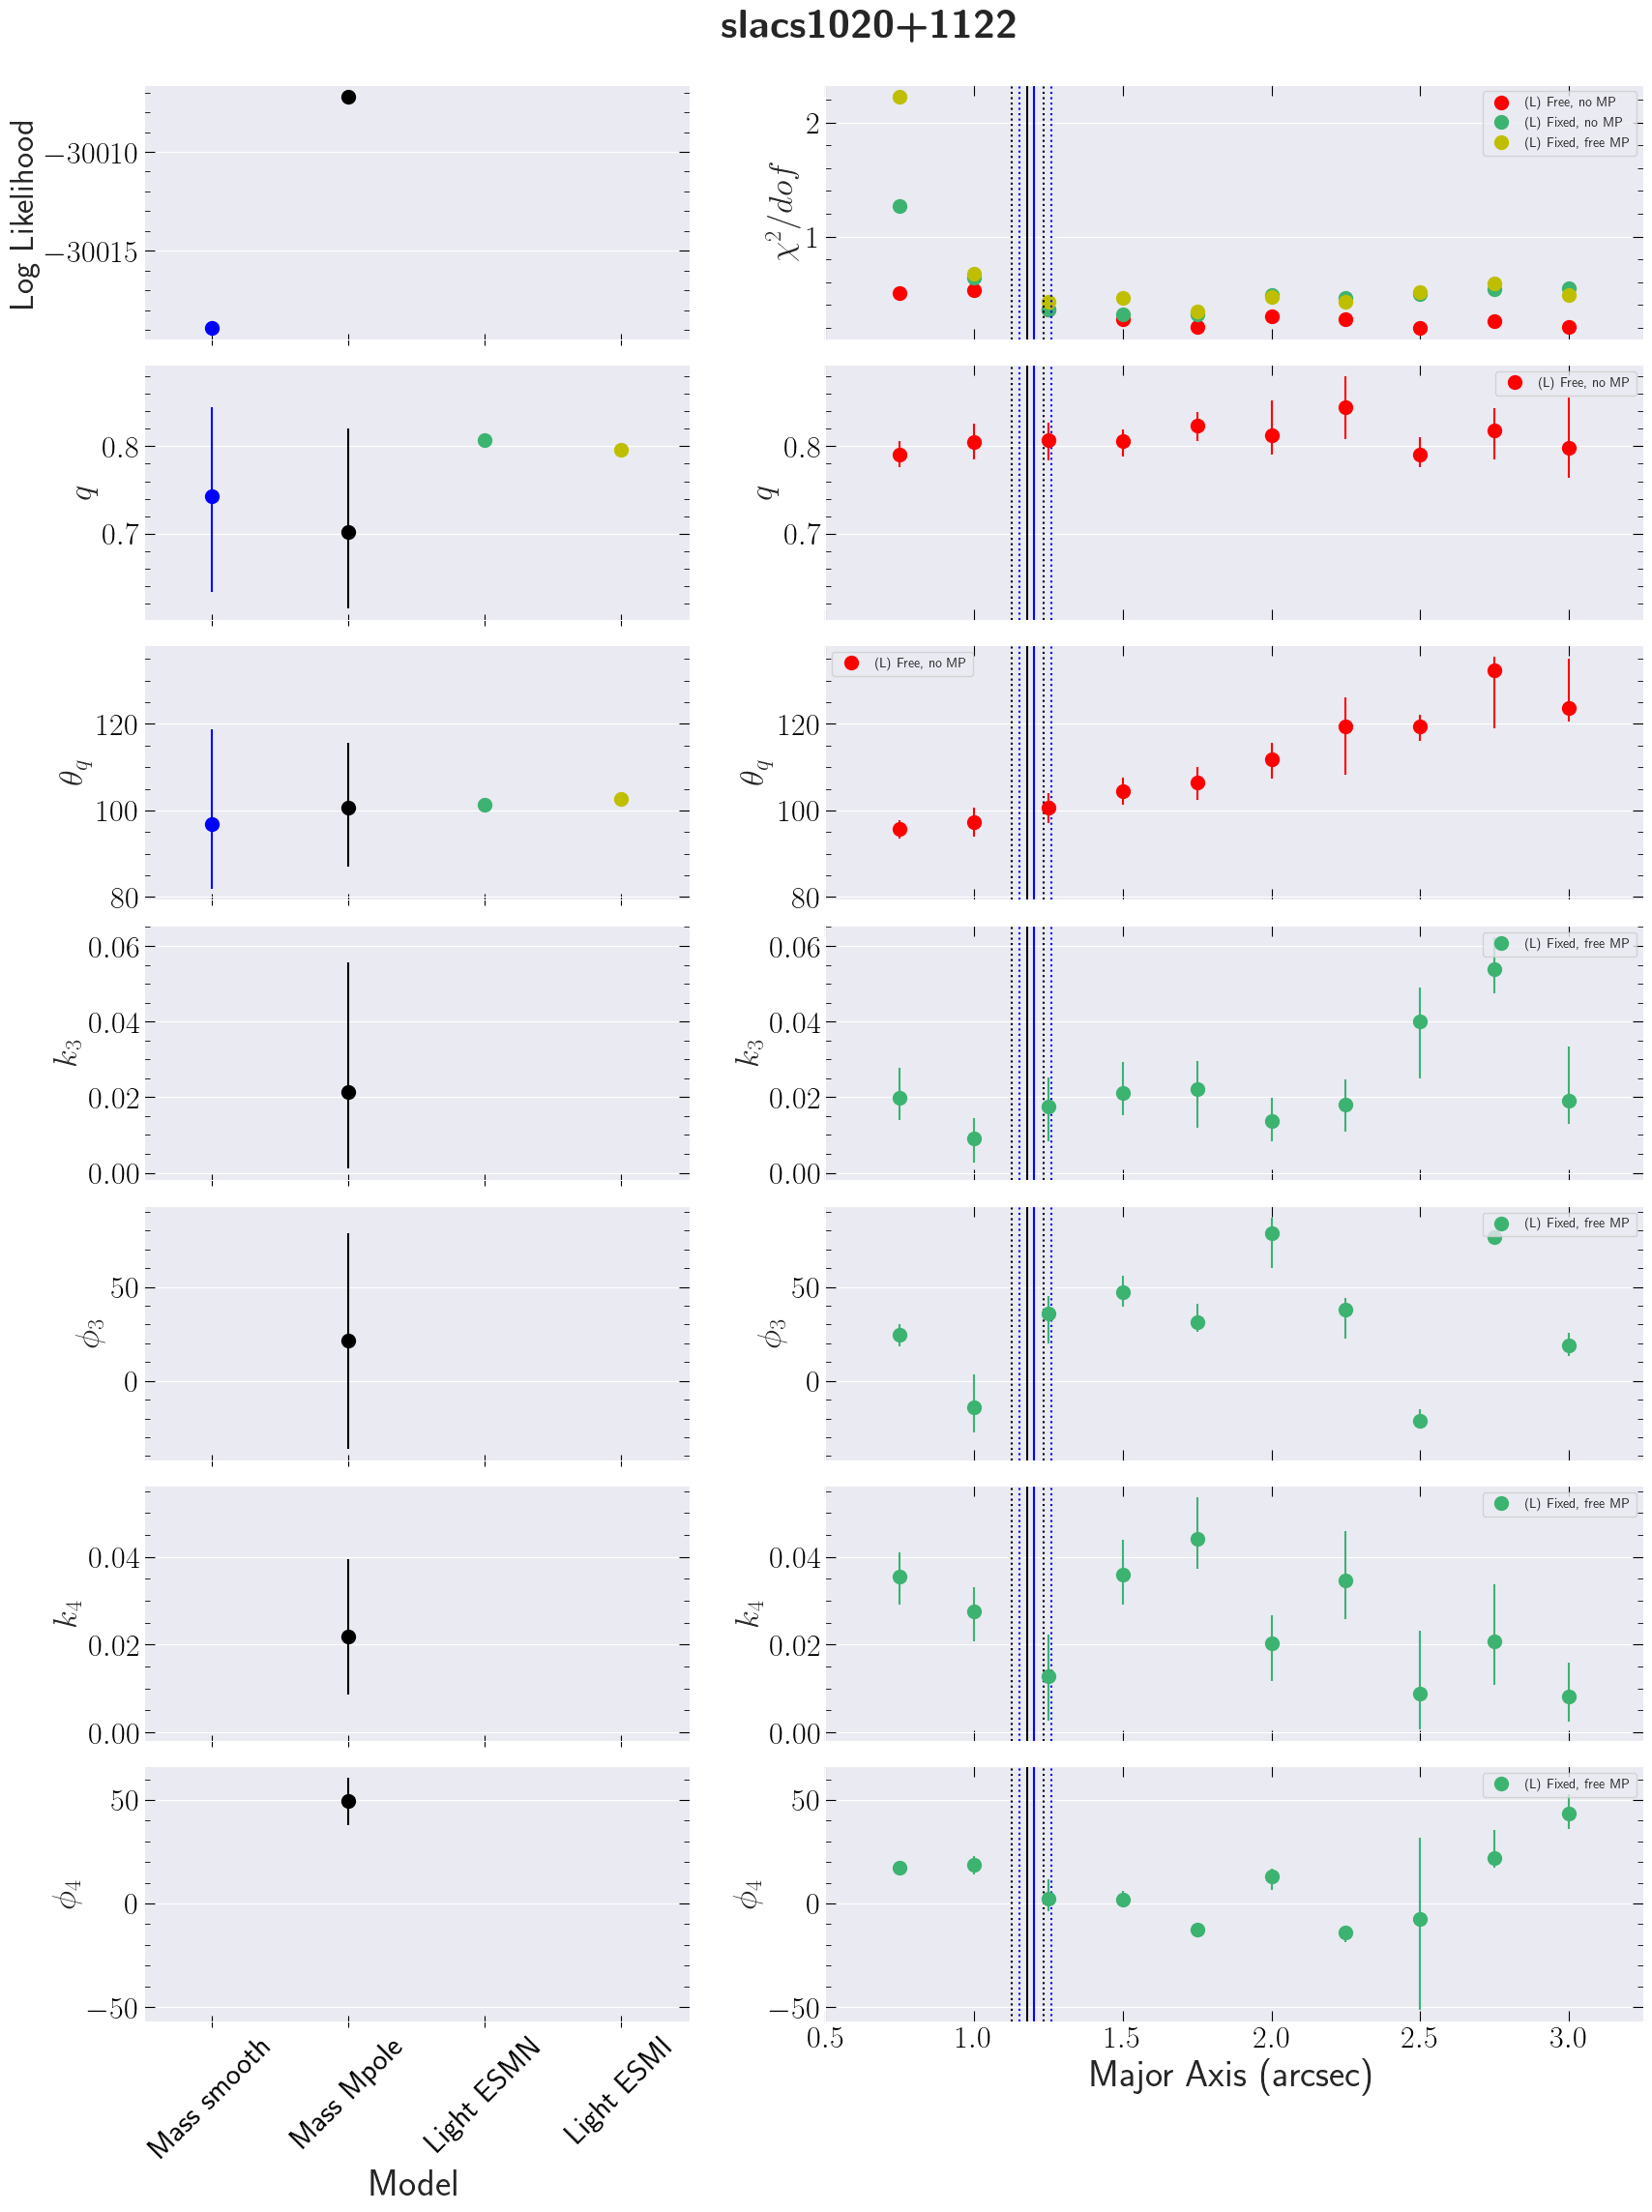 slacs1020+1122
Log Likelihood
−30010
−30015
χ²/dof
2
1
(L) Free, no MP
(L) Fixed, no MP
(L) Fixed, free MP
q
0.8
0.7
q
0.8
0.7
(L) Free, no MP
θq
120
100
80
θq
120
100
80
(L) Free, no MP
k₃
0.06
0.04
0.02
0.00
k₃
0.06
0.04
0.02
0.00
(L) Fixed, free MP
ϕ₃
50
0
ϕ₃
50
0
(L) Fixed, free MP
k₄
0.04
0.02
0.00
k₄
0.04
0.02
0.00
(L) Fixed, free MP
ϕ₄
50
0
−50
ϕ₄
50
0
−50
(L) Fixed, free MP
Mass smooth
Mass Mpole
Light ESMN
Light ESMI
Model
0.5 1.0 1.5 2.0 2.5 3.0
Major Axis (arcsec)